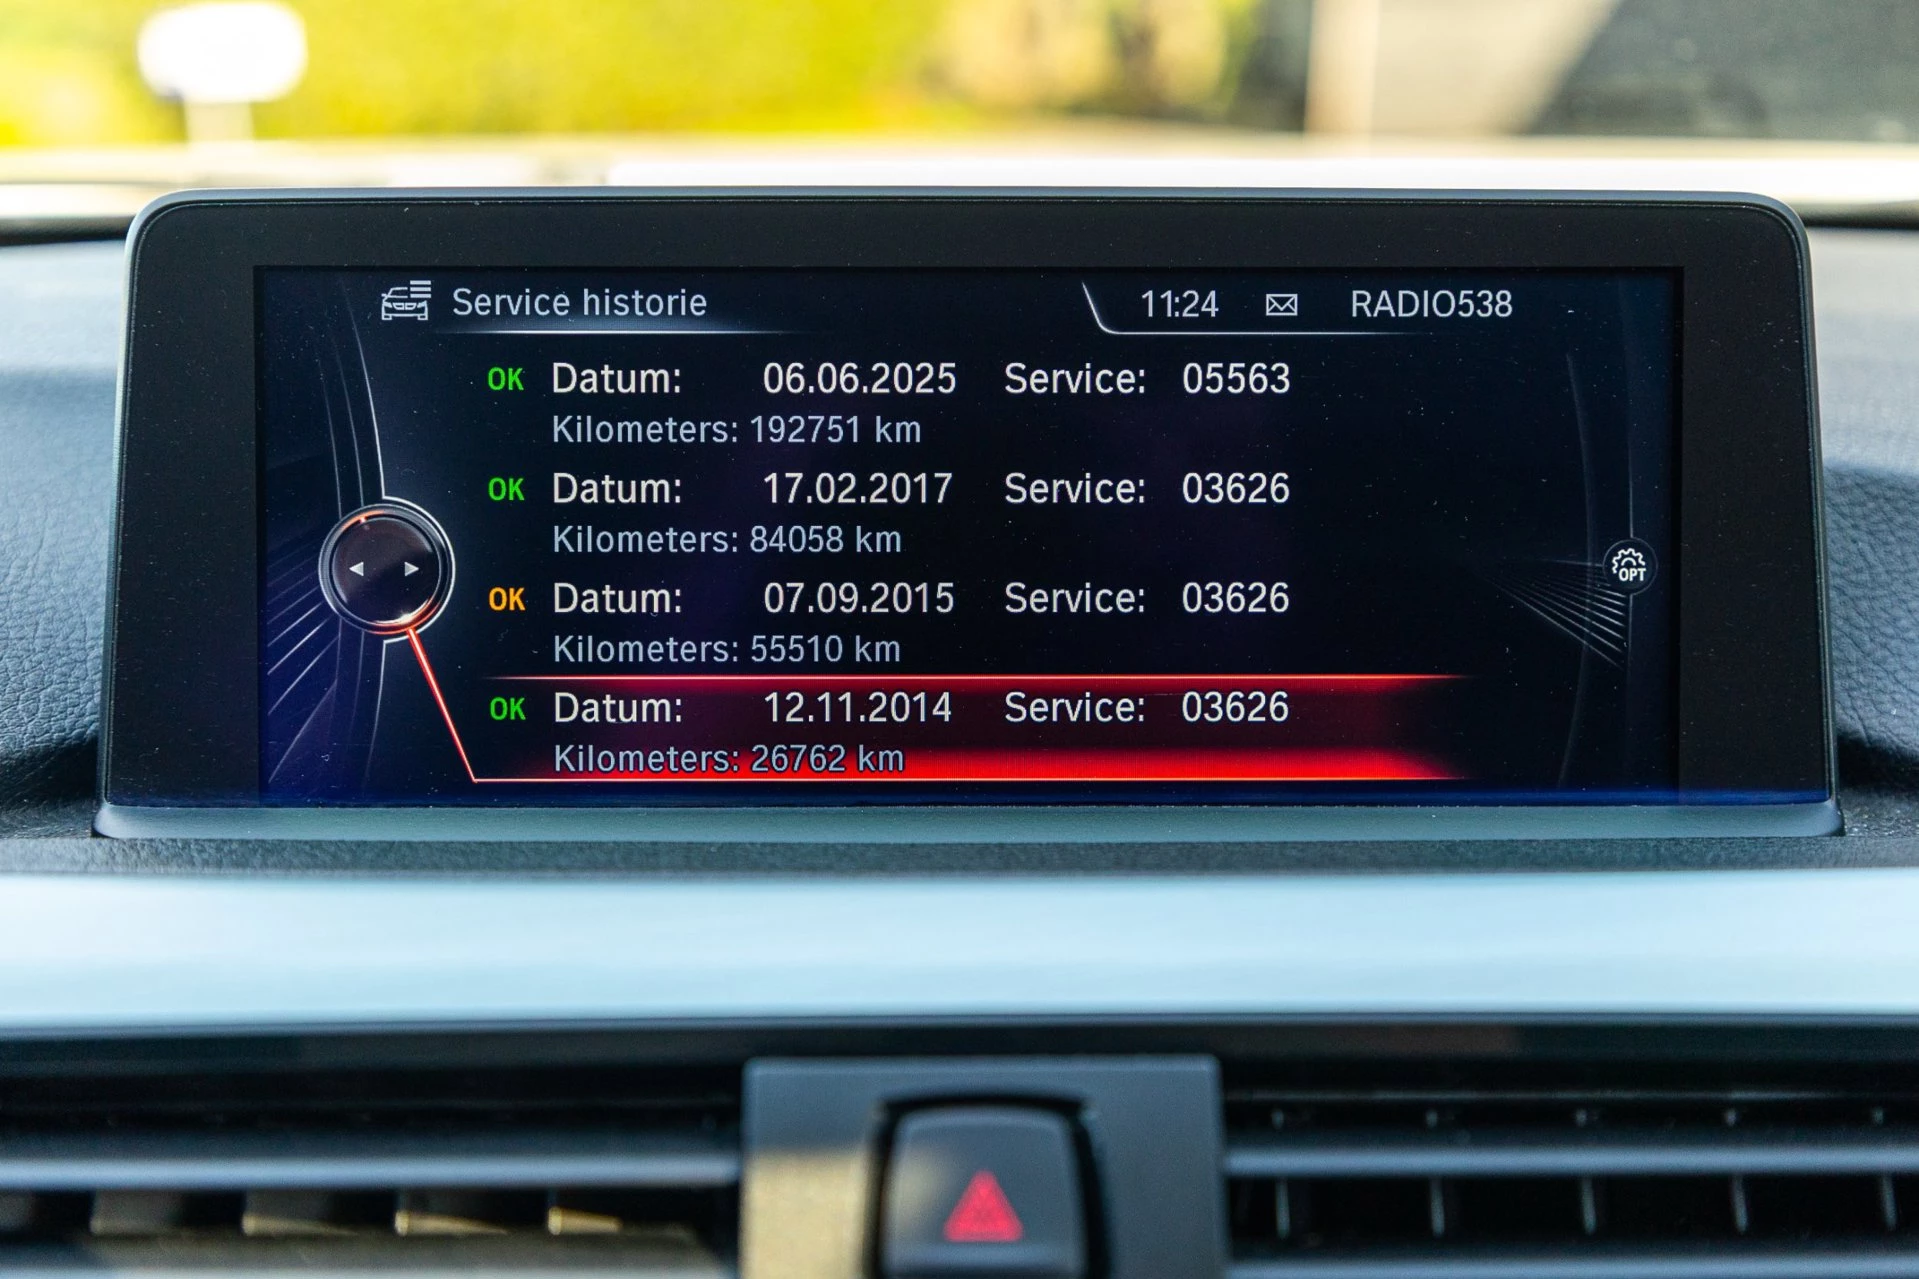 Service historie 11:24 RADIO538
OK Datum: 06.06.2025 Service: 05563
Kilometers: 192751 km
OK Datum: 17.02.2017 Service: 03626
Kilometers: 84058 km
OK Datum: 07.09.2015 Service: 03626
Kilometers: 55510 km
OPT
OK Datum: 12.11.2014 Service: 03626
Kilometers: 26762 km